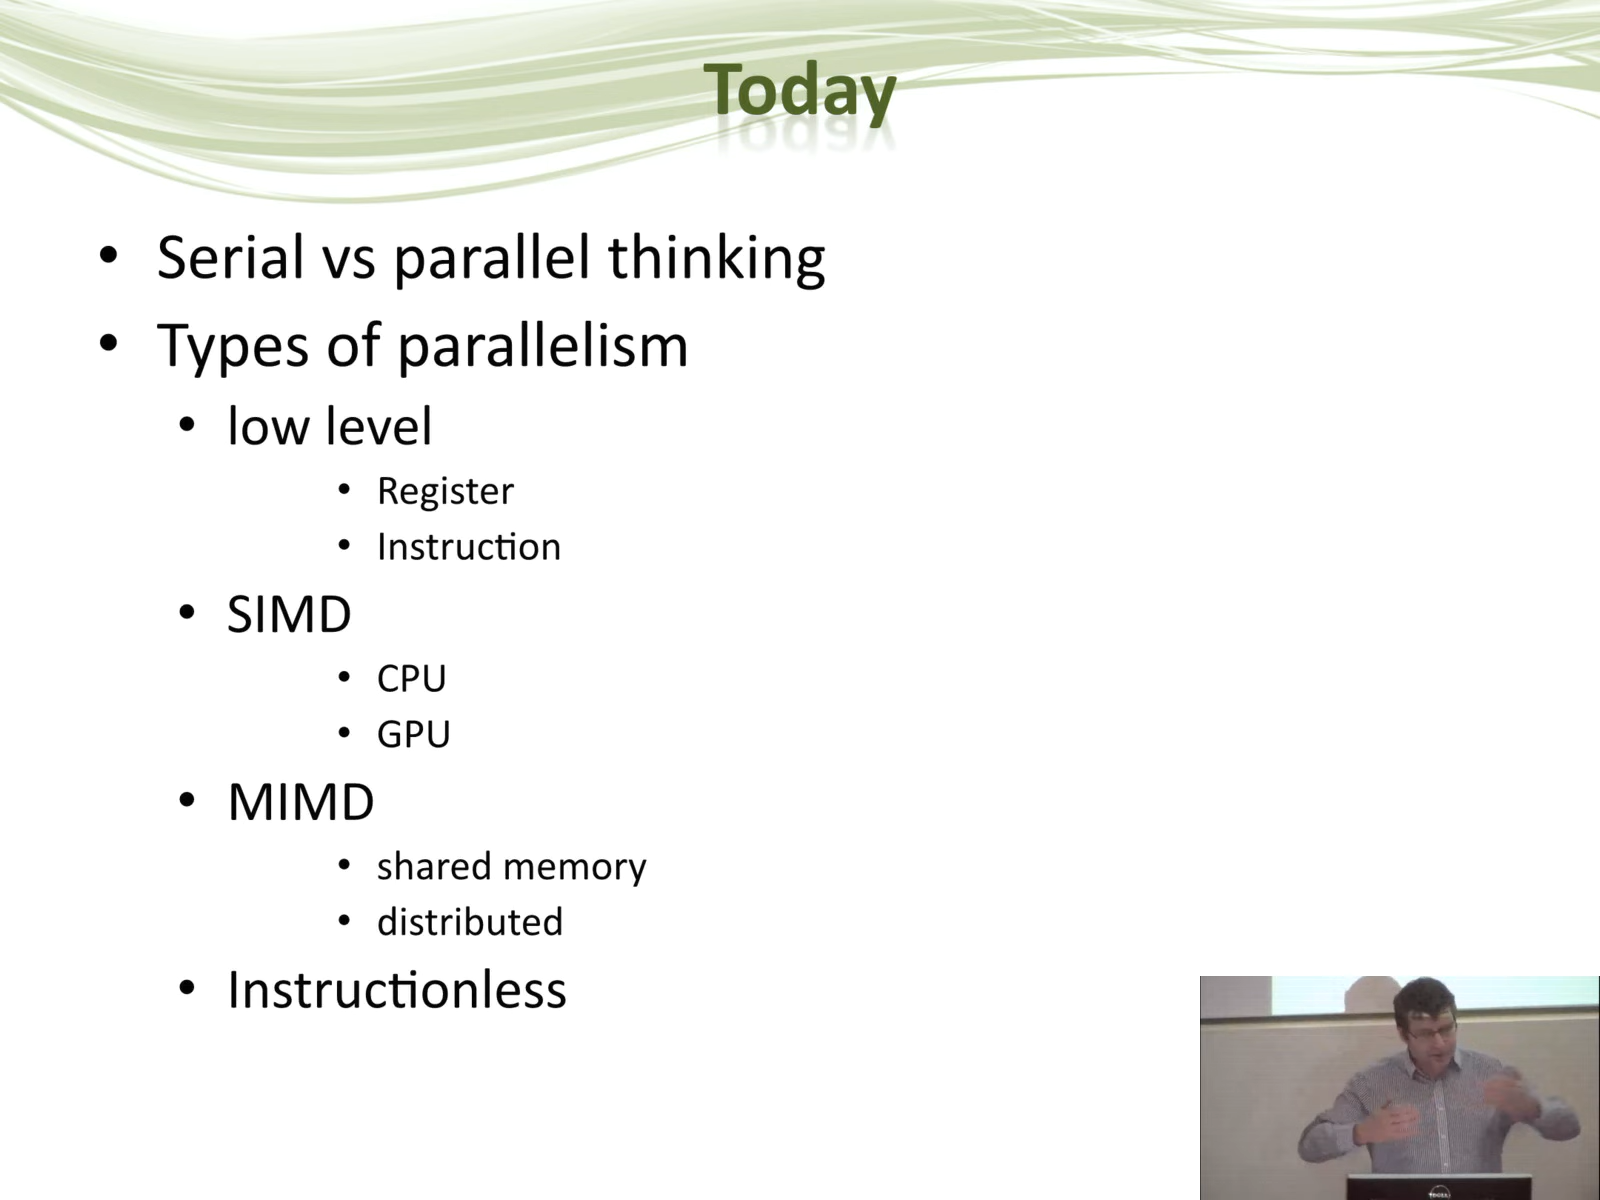 Today
• Serial vs parallel thinking
• Types of parallelism
• low level
• Register
• Instruction
• SIMD
• CPU
• GPU
• MIMD
• shared memory
• distributed
• Instructionless
DELL